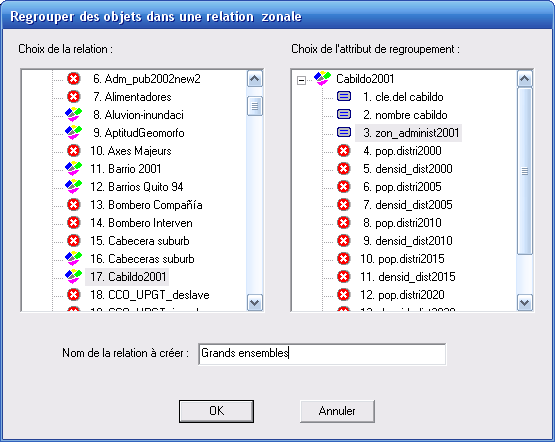 Regrouper des objets dans une relation zonale
Choix de la relation :
6. Adm_pub2002new2
7. Alimentadores
8. Aluvion-inundaci
9. AptitudGeomorfo
10. Axes Majeurs
11. Barrio 2001
12. Barrios Quito 94
13. Bombero Compañía
14. Bombero Interven
15. Cabecera suburb
16. Cabeceras suburb
17. Cabildo2001
18. CCO_UPGT_deslave
Choix de l'attribut de regroupement :
Cabildo2001
1. cle.del cabildo
2. nombre cabildo
3. zon_administ2001
4. pop.distri2000
5. densid_dist2000
6. pop.distri2005
7. densid_dist2005
8. pop.distri2010
9. densid_dist2010
10. pop.distri2015
11. densid_dist2015
12. pop.distri2020
Nom de la relation à créer :
Grands ensembles
OK
Annuler